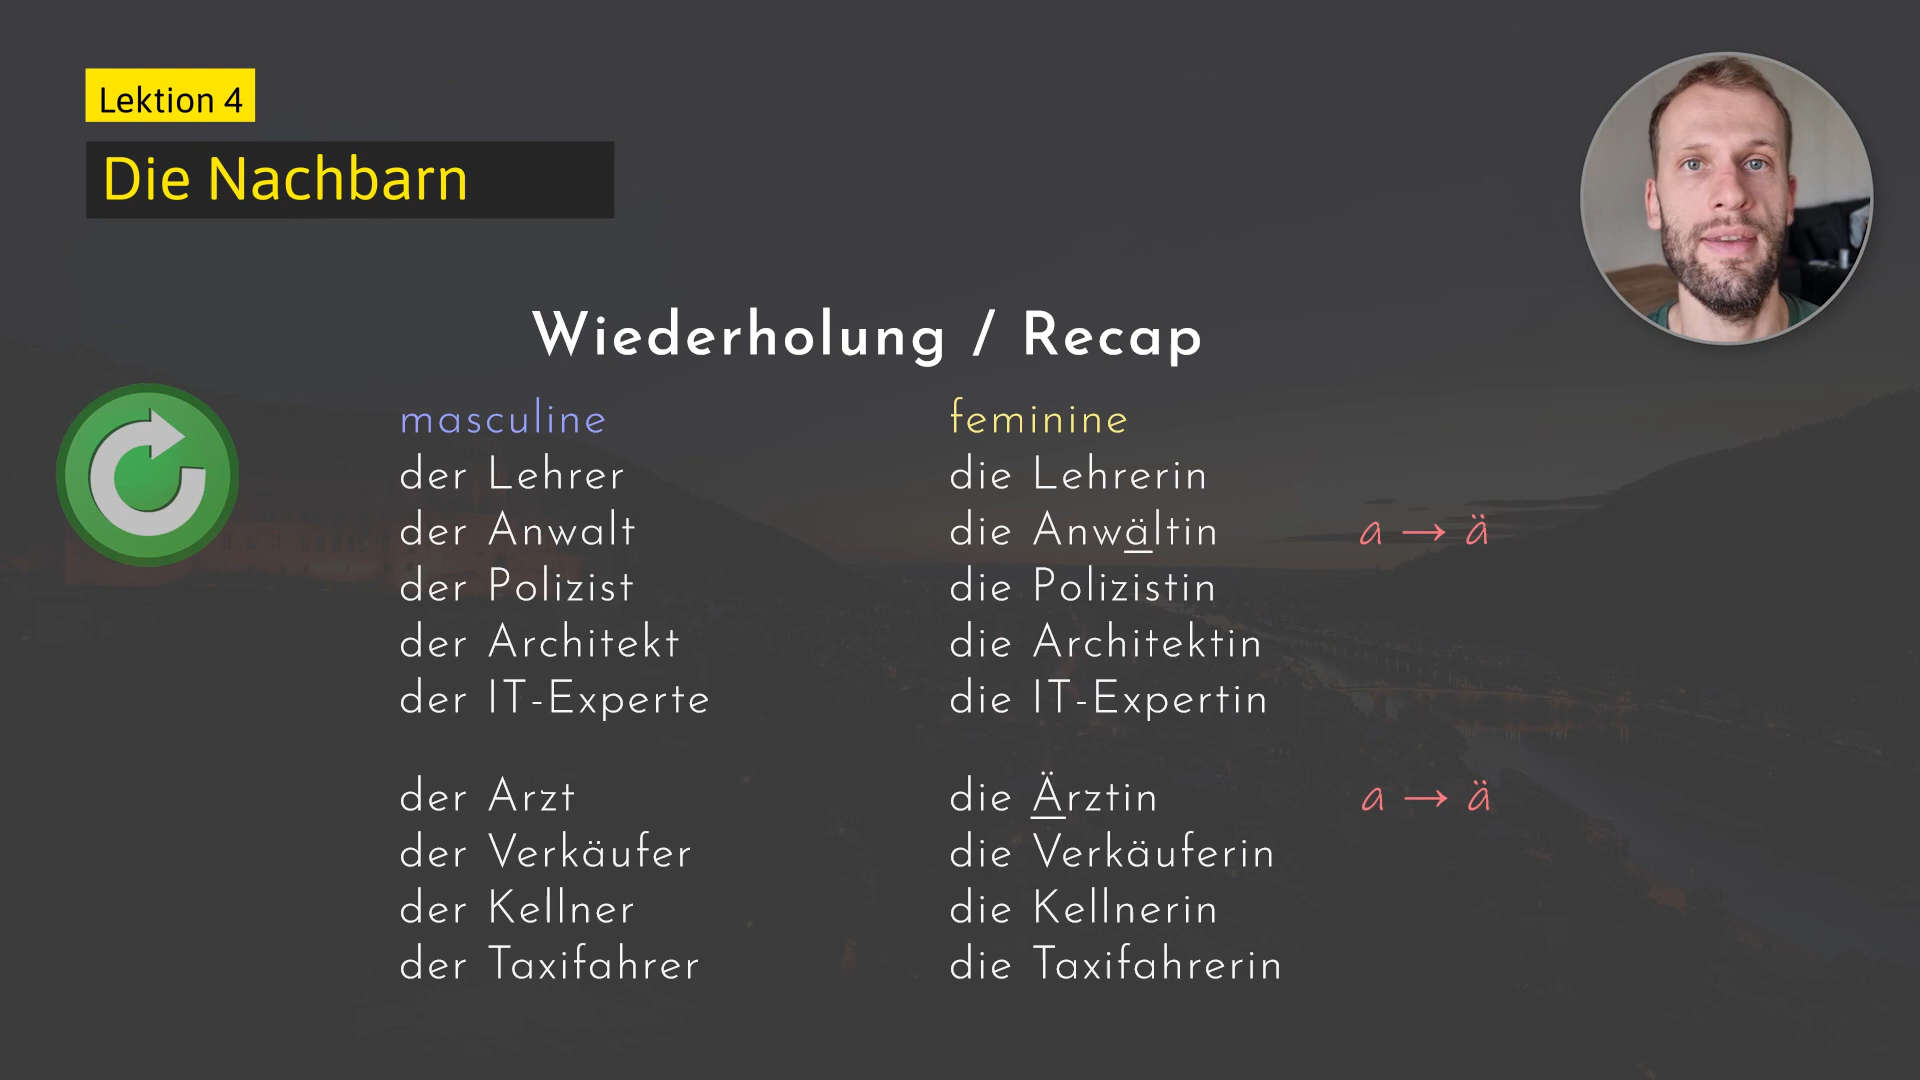 Lektion 4
Die Nachbarn
Wiederholung / Recap
masculine feminine
der Lehrer die Lehrerin
der Anwalt die Anwältin a → ä
der Polizist die Polizistin
der Architekt die Architektin
der IT-Experte die IT-Expertin
der Arzt die Ärztin a → ä
der Verkäufer die Verkäuferin
der Kellner die Kellnerin
der Taxifahrer die Taxifahrerin